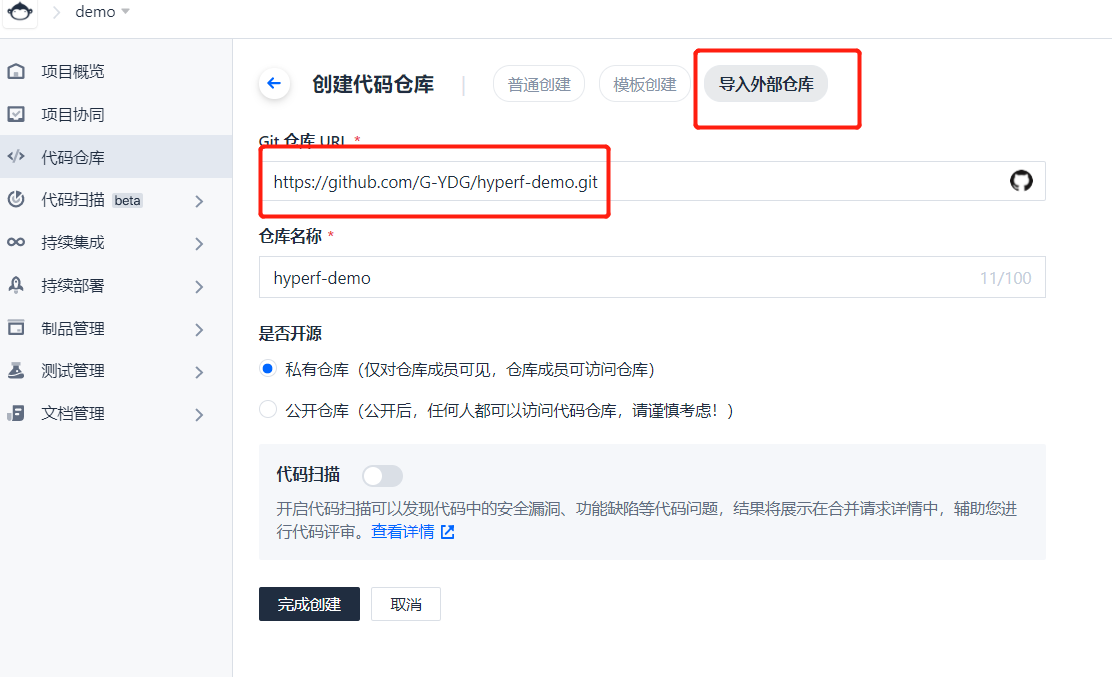 demo
项目概览
项目协同
代码仓库
代码扫描 beta
持续集成
持续部署
制品管理
测试管理
文档管理
创建代码仓库 | 普通创建 模板创建 导入外部仓库
Git 仓库 URL *
https://github.com/G-YDG/hyperf-demo.git
仓库名称 *
hyperf-demo 11/100
是否开源
私有仓库（仅对仓库成员可见，仓库成员可访问仓库）
公开仓库（公开后，任何人都可以访问代码仓库，请谨慎考虑！）
代码扫描
开启代码扫描可以发现代码中的安全漏洞、功能缺陷等代码问题，结果将展示在合并请求详情中，辅助您进
行代码评审。查看详情
完成创建 取消